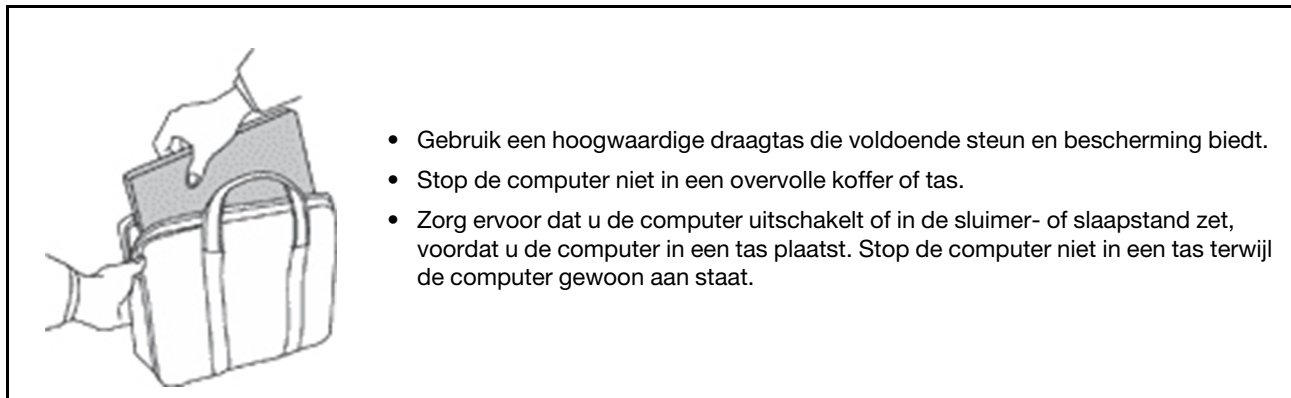 • Gebruik een hoogwaardige draagtas die voldoende steun en bescherming biedt.
• Stop de computer niet in een overvolle koffer of tas.
• Zorg ervoor dat u de computer uitschakelt of in de sluimer- of slaapstand zet,
voordat u de computer in een tas plaatst. Stop de computer niet in een tas terwijl
de computer gewoon aan staat.